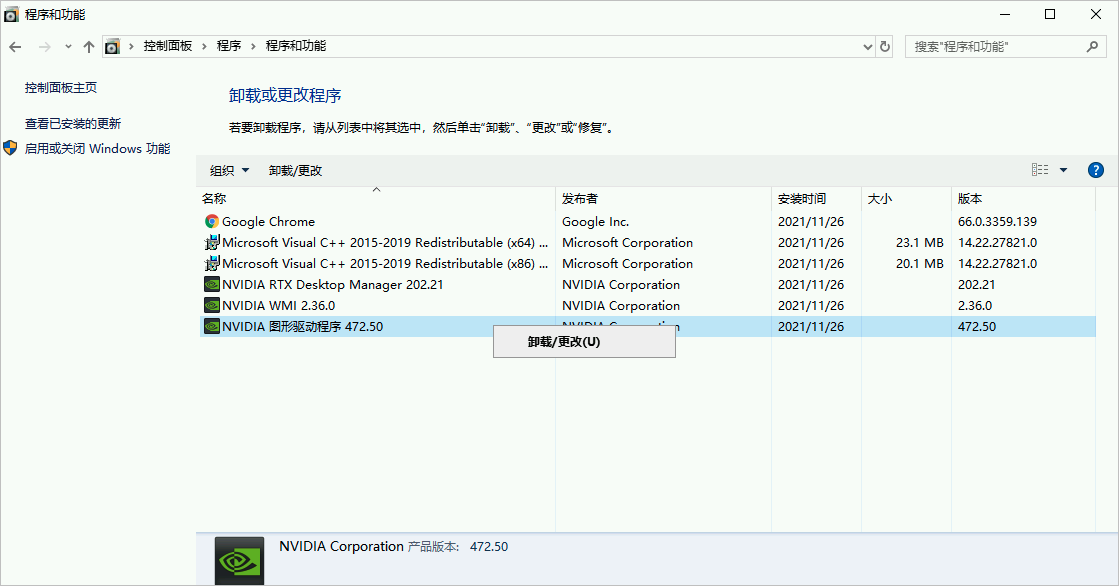 程序和功能
控制面板 程序 程序和功能 搜索"程序和功能"
控制面板主页
查看已安装的更新
启用或关闭 Windows 功能
卸载或更改程序
若要卸载程序，请从列表中将其选中，然后单击“卸载”、“更改”或“修复”。
组织 卸载/更改 ?
名称 发布者 安装时间 大小 版本
Google Chrome Google Inc. 2021/11/26 66.0.3359.139
Microsoft Visual C++ 2015-2019 Redistributable (x64) ... Microsoft Corporation 2021/11/26 23.1 MB 14.22.27821.0
Microsoft Visual C++ 2015-2019 Redistributable (x86) ... Microsoft Corporation 2021/11/26 20.1 MB 14.22.27821.0
NVIDIA RTX Desktop Manager 202.21 NVIDIA Corporation 2021/11/26 202.21
NVIDIA WMI 2.36.0 NVIDIA Corporation 2021/11/26 2.36.0
NVIDIA 图形驱动程序 472.50 NVIDIA Corporation 2021/11/26 472.50
卸载/更改(U)
NVIDIA Corporation 产品版本: 472.50